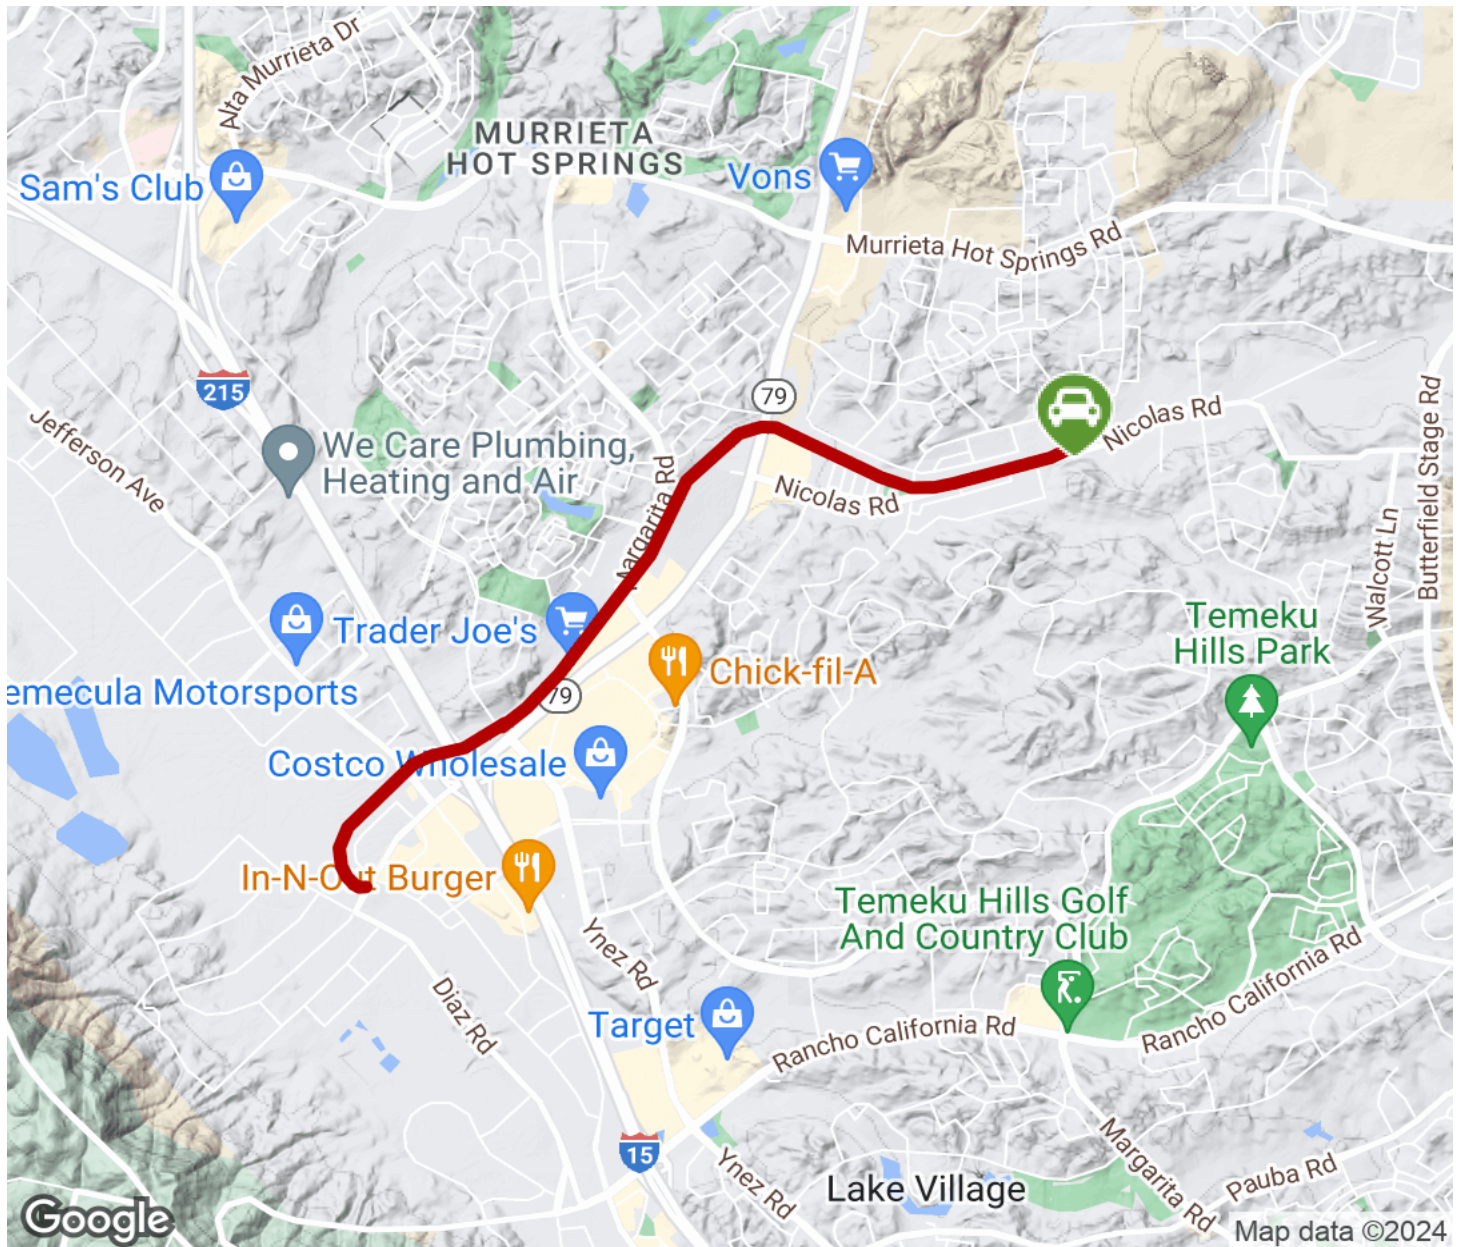 Alta Murrieta Dr
MURRIETA
HOT SPRINGS
Sam's Club
Vons
Murrieta Hot Springs Rd
215
79
Jefferson Ave
We Care Plumbing,
Heating and Air
Margarita Rd
Nicolas Rd
Nicolas Rd
Butterfield Stage Rd
Walcott Ln
Temeku
Hills Park
Trader Joe's
Chick-fil-A
emecula Motorsports
79
Costco Wholesale
In-N-Out Burger
Temeku Hills Golf
And Country Club
Ynez Rd
Diaz Rd
Target
Rancho California Rd
Rancho California Rd
15
Ynez Rd
Lake Village
Margarita Rd
Pauba Rd
Google
Map data ©2024